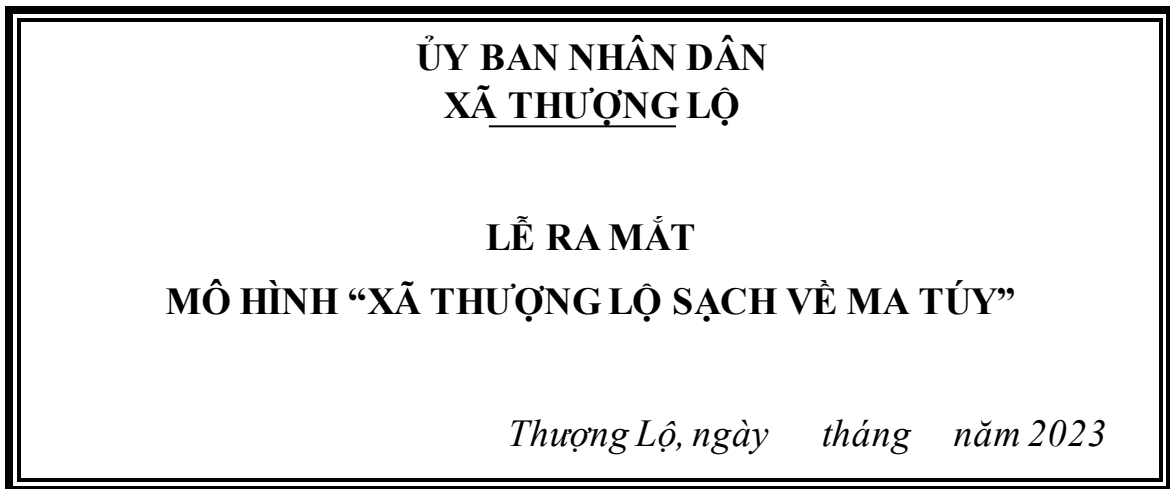 ỦY BAN NHÂN DÂN
XÃ THƯỢNG LỘ
LỄ RA MẮT
MÔ HÌNH “XÃ THƯỢNG LỘ SẠCH VỀ MA TÚY”
Thượng Lộ, ngày tháng năm 2023